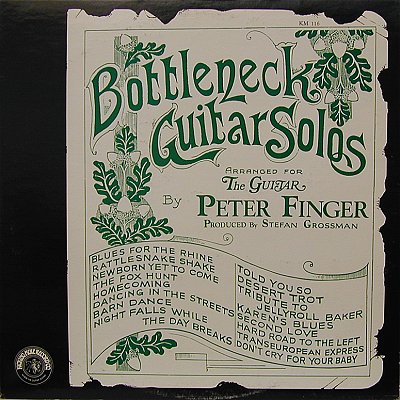 KM 116
Bottleneck
Guitar Solos
ARRANGED FOR
The GUITAR
By PETER FINGER
PRODUCED BY STEFAN GROSSMAN
BLUES FOR THE RHINE
RATTLESNAKE SHAKE
NEWBORN YET TO COME
THE FOX HUNT
HOMECOMING
DANCING IN THE STREETS
BARN DANCE
NIGHT FALLS WHILE
THE DAY BREAKS
TOLD YOU SO
DESERT TROT
TRIBUTE TO
JELLYROLL BAKER
KAREN'S BLUES
SECOND LOVE
HARD ROAD TO THE LEFT
TRANSEUROPEAN EXPRESS
DON'T CRY FOR YOUR BABY